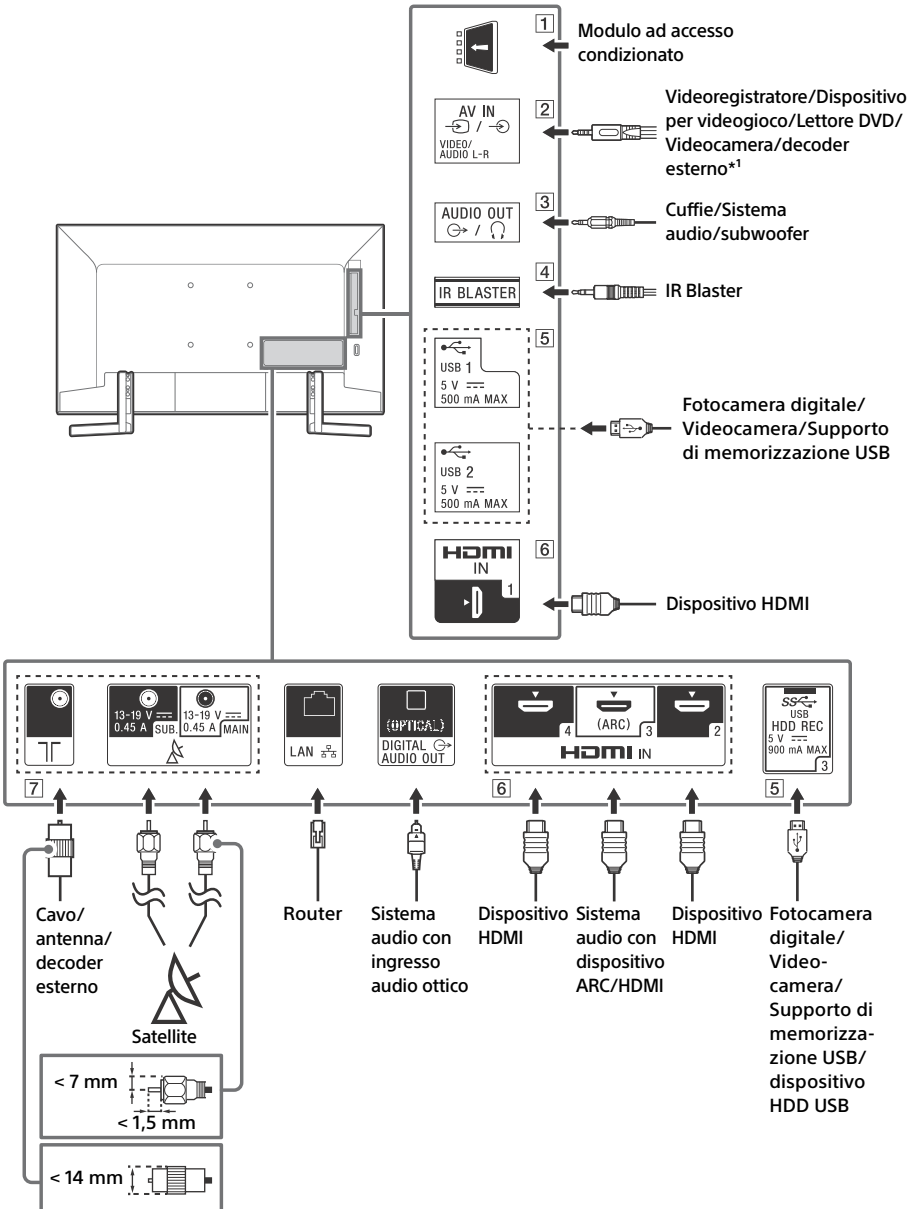 1
Modulo ad accesso
condizionato
AV IN
/
VIDEO/
AUDIO L-R
2
Videoregistratore/Dispositivo
per videogioco/Lettore DVD/
Videocamera/decoder
esterno*1
AUDIO OUT
/
3
Cuffie/Sistema
audio/subwoofer
IR BLASTER
4
IR Blaster
5
USB 1
5 V
500 mA MAX
USB 2
5 V
500 mA MAX
Fotocamera digitale/
Videocamera/Supporto
di memorizzazione USB
HDMI
IN
1
6
Dispositivo HDMI
13-19 V
0.45 A
SUB.
13-19 V
0.45 A
MAIN
LAN
(OPTICAL)
DIGITAL
AUDIO OUT
4
(ARC)
3
2
HDMI IN
SS
USB
HDD REC
5 V
900 mA MAX
3
7
6
5
Cavo/
antenna/
decoder
esterno
Satellite
Router
Sistema
audio con
ingresso
audio ottico
Dispositivo
HDMI
Sistema
audio con
dispositivo
ARC/HDMI
Dispositivo
HDMI
Fotocamera
digitale/
Video-
camera/
Supporto di
memorizza-
zione USB/
dispositivo
HDD USB
< 7 mm
< 1,5 mm
< 14 mm